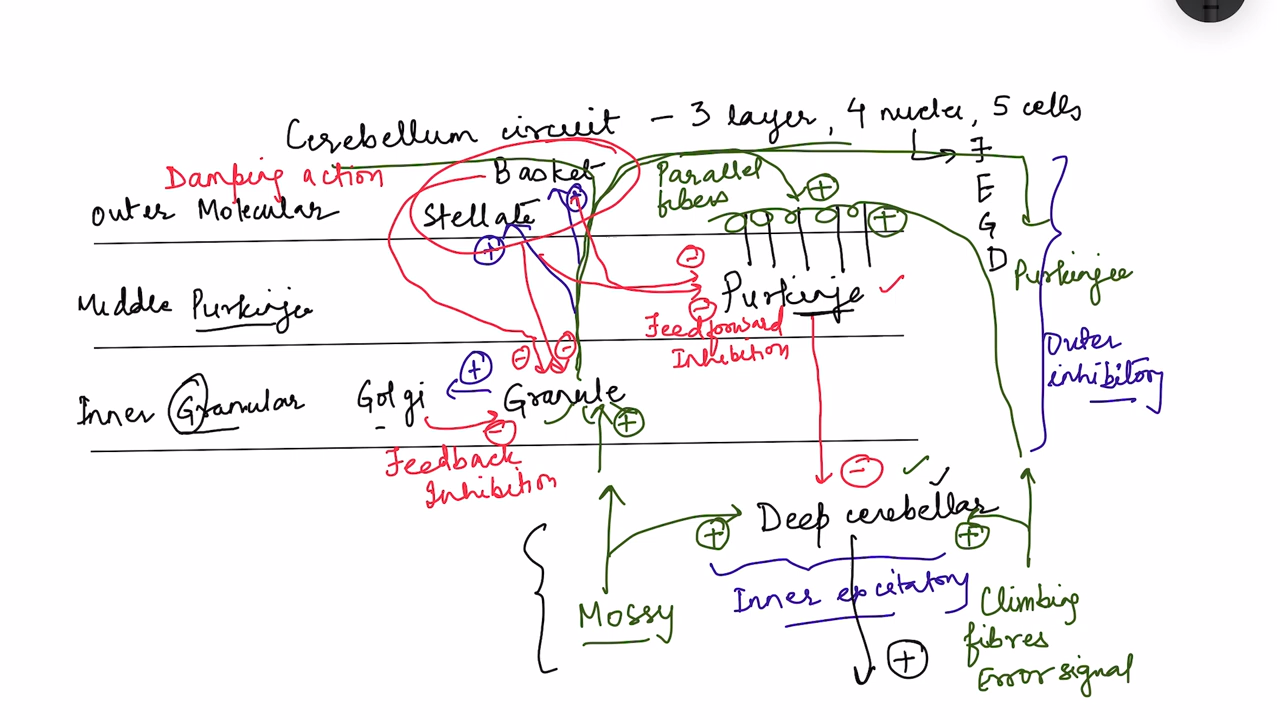 Cerebellum circuit - 3 layer, 4 nuclei, 5 cells
F
E
G
D
Damping action
Basket
Parallel
fibers
+
Outer Molecular
Stellate
+
+
+
Purkinjee
Middle Purkinje
Purkinje
-
-
Feedforward
Inhibition
Outer
inhibitory
Inner Granular
Golgi
+
Granule
-
-
+
-
Feedback
Inhibition
-
Deep cerebellar
+
+
Inner excitatory
Mossy
Climbing
fibres
Error signal
+